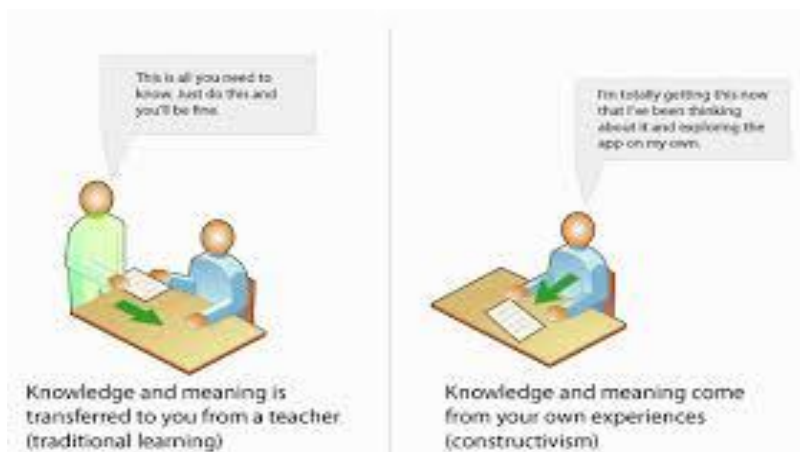 This is all you need to
know. Just do this and
you'll be fine.
I'm totally getting this now
that I've been thinking
about it and exploring the
app on my own.
Knowledge and meaning is
transferred to you from a teacher
(traditional learning)
Knowledge and meaning come
from your own experiences
(constructivism)